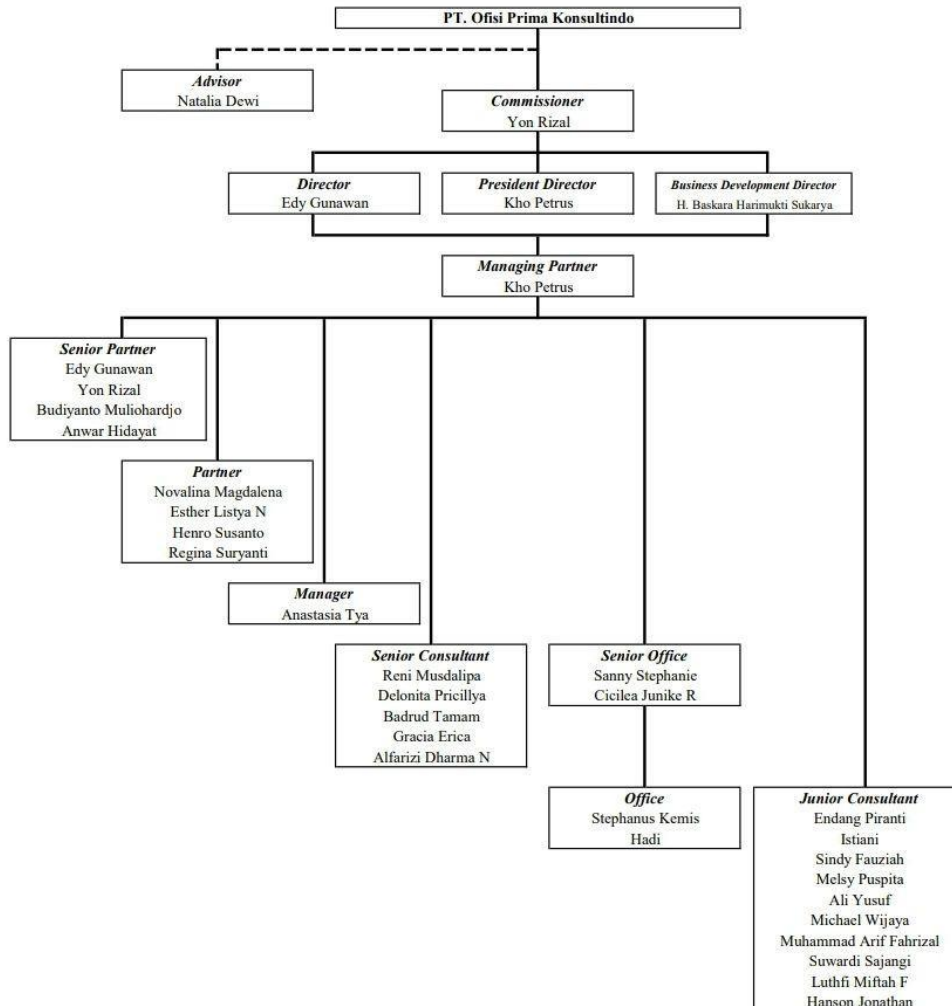 PT. Ofisi Prima Konsultindo
Advisor
Natalia Dewi
Commissioner
Yon Rizal
Director
Edy Gunawan
President Director
Kho Petrus
Business Development Director
H. Baskara Harimukti Sukarya
Managing Partner
Kho Petrus
Senior Partner
Edy Gunawan
Yon Rizal
Budiyanto Muliohardjo
Anwar Hidayat
Partner
Novalina Magdalena
Esther Listya N
Henro Susanto
Regina Suryanti
Manager
Anastasia Tya
Senior Consultant
Reni Musdalipa
Delonita Pricillya
Badrud Tamam
Gracia Erica
Alfarizi Dharma N
Senior Office
Sanny Stephanie
Cicilea Junike R
Office
Stephanus Kemis
Hadi
Junior Consultant
Endang Piranti
Istiani
Sindy Fauziah
Melsy Puspita
Ali Yusuf
Michael Wijaya
Muhammad Arif Fahrizal
Suwardi Sajangi
Luthfi Miftah F
Hanson Jonathan